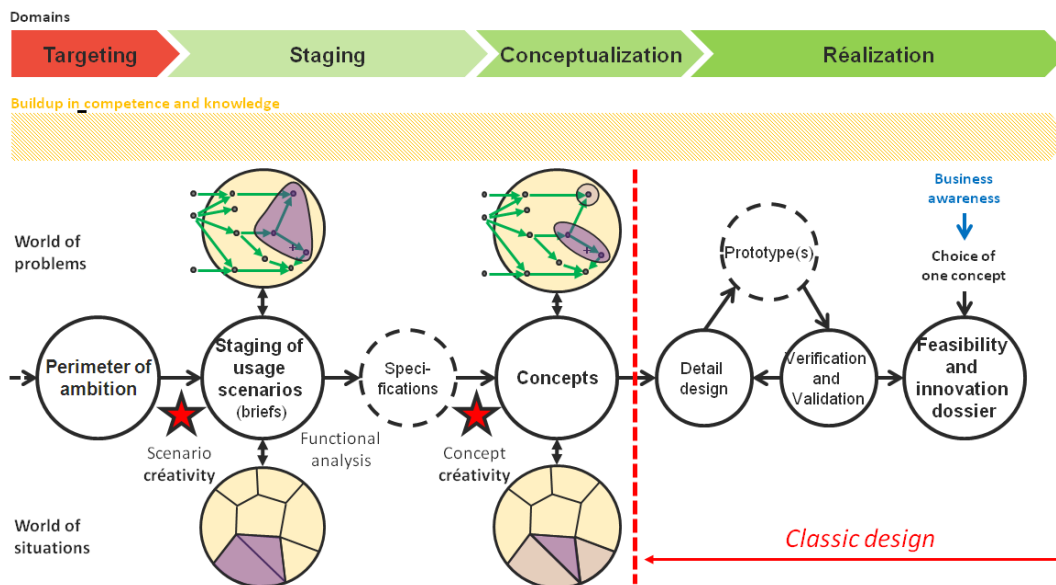 Domains
Targeting
Staging
Conceptualization
Réalization
Buildup in competence and knowledge
World of
problems
Business
awareness
Prototype(s)
Choice of
one concept
Perimeter of
ambition
Staging of
usage
scenarios
(briefs)
Speci-
fications
Concepts
Detail
design
Verification
and
Validation
Feasibility
and
innovation
dossier
Scenario
créativity
Functional
analysis
Concept
créativity
World of
situations
Classic design